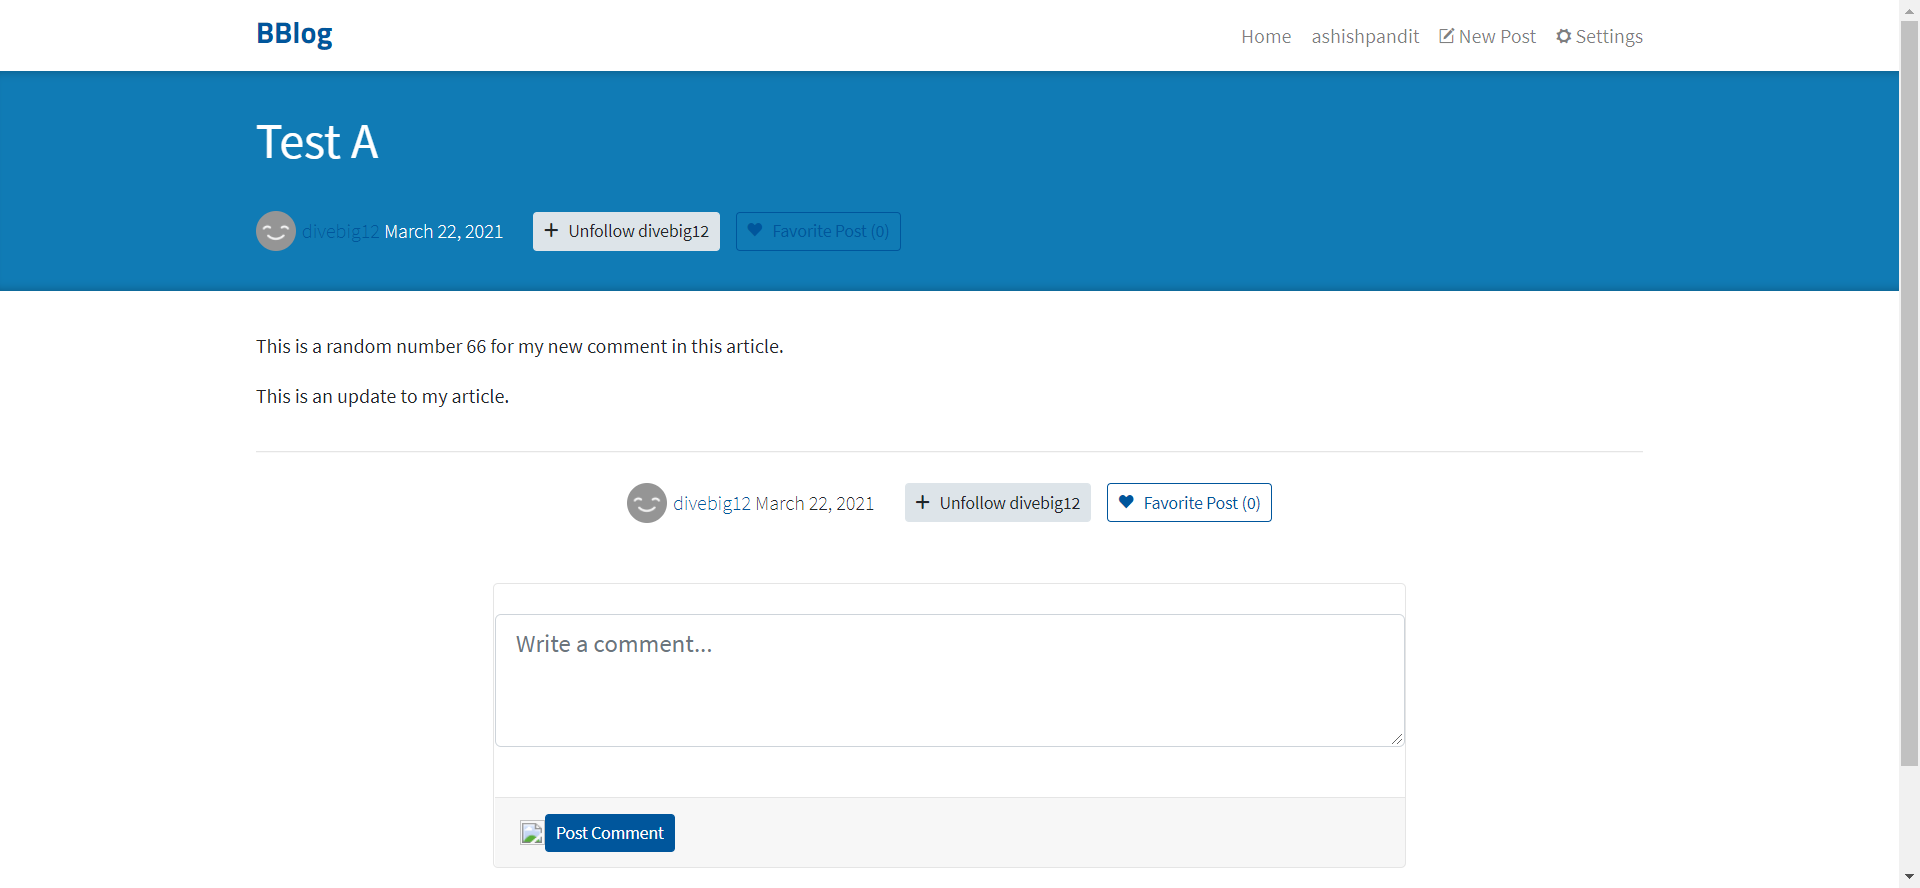 BBlog
Home ashishpandit New Post Settings
Test A
divebig12 March 22, 2021 Unfollow divebig12 Favorite Post (0)
This is a random number 66 for my new comment in this article.
This is an update to my article.
divebig12 March 22, 2021 Unfollow divebig12 Favorite Post (0)
Write a comment...
Post Comment